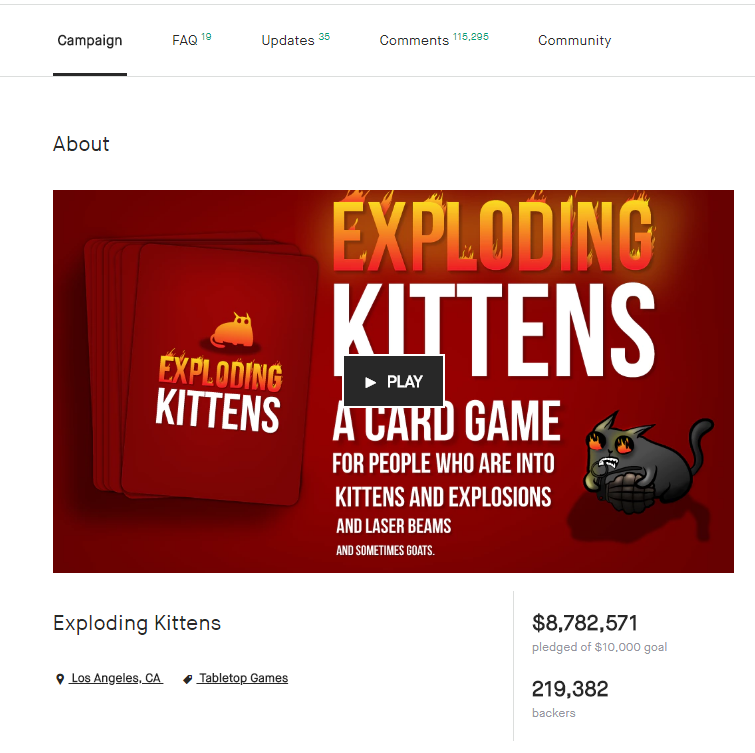 Campaign FAQ 19 Updates 35 Comments 115,295 Community
About
EXPLODING
KITTENS
EXPLODING
KITTENS
PLAY
A CARD GAME
FOR PEOPLE WHO ARE INTO
KITTENS AND EXPLOSIONS
AND LASER BEAMS
AND SOMETIMES GOATS.
Exploding Kittens
Los Angeles, CA Tabletop Games
$8,782,571
pledged of $10,000 goal
219,382
backers